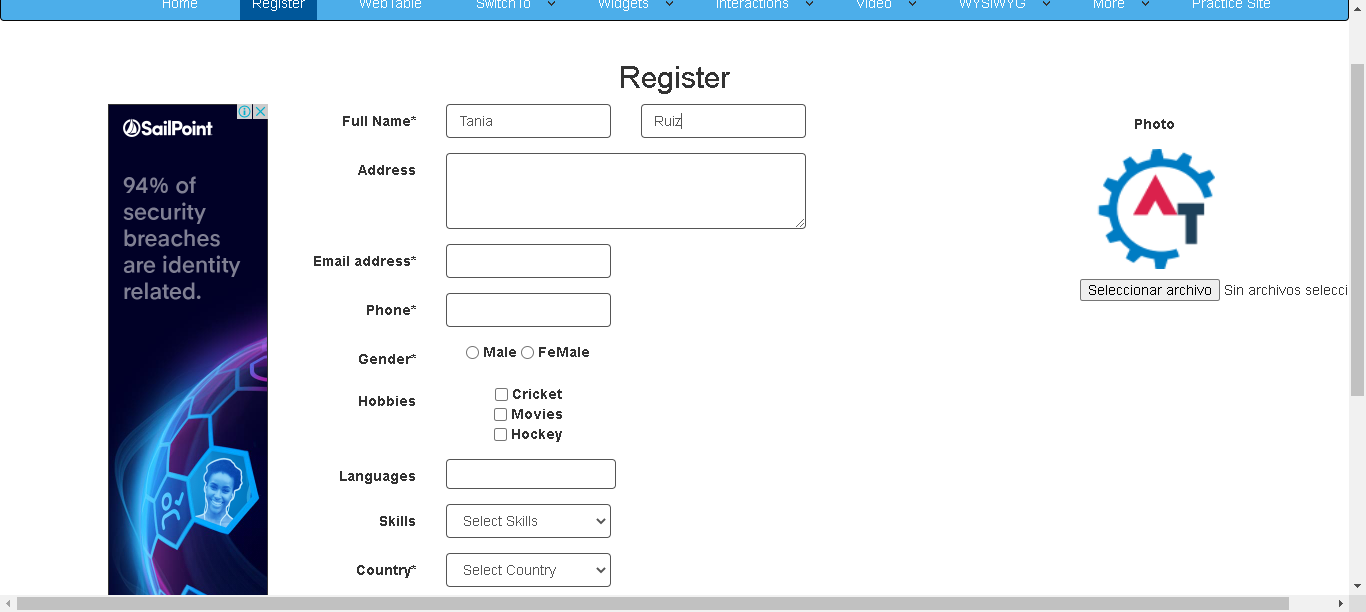 Home Register WebTable SwitchTo Widgets Interactions Video WYSIWYG More Practice Site
Register
SailPoint
94% of
security
breaches
are identity
related.
Full Name* Tania Ruiz
Address
Email address*
Phone*
Gender* Male FeMale
Hobbies Cricket
Movies
Hockey
Languages
Skills Select Skills
Country* Select Country
Photo
AT
Seleccionar archivo Sin archivos selecci